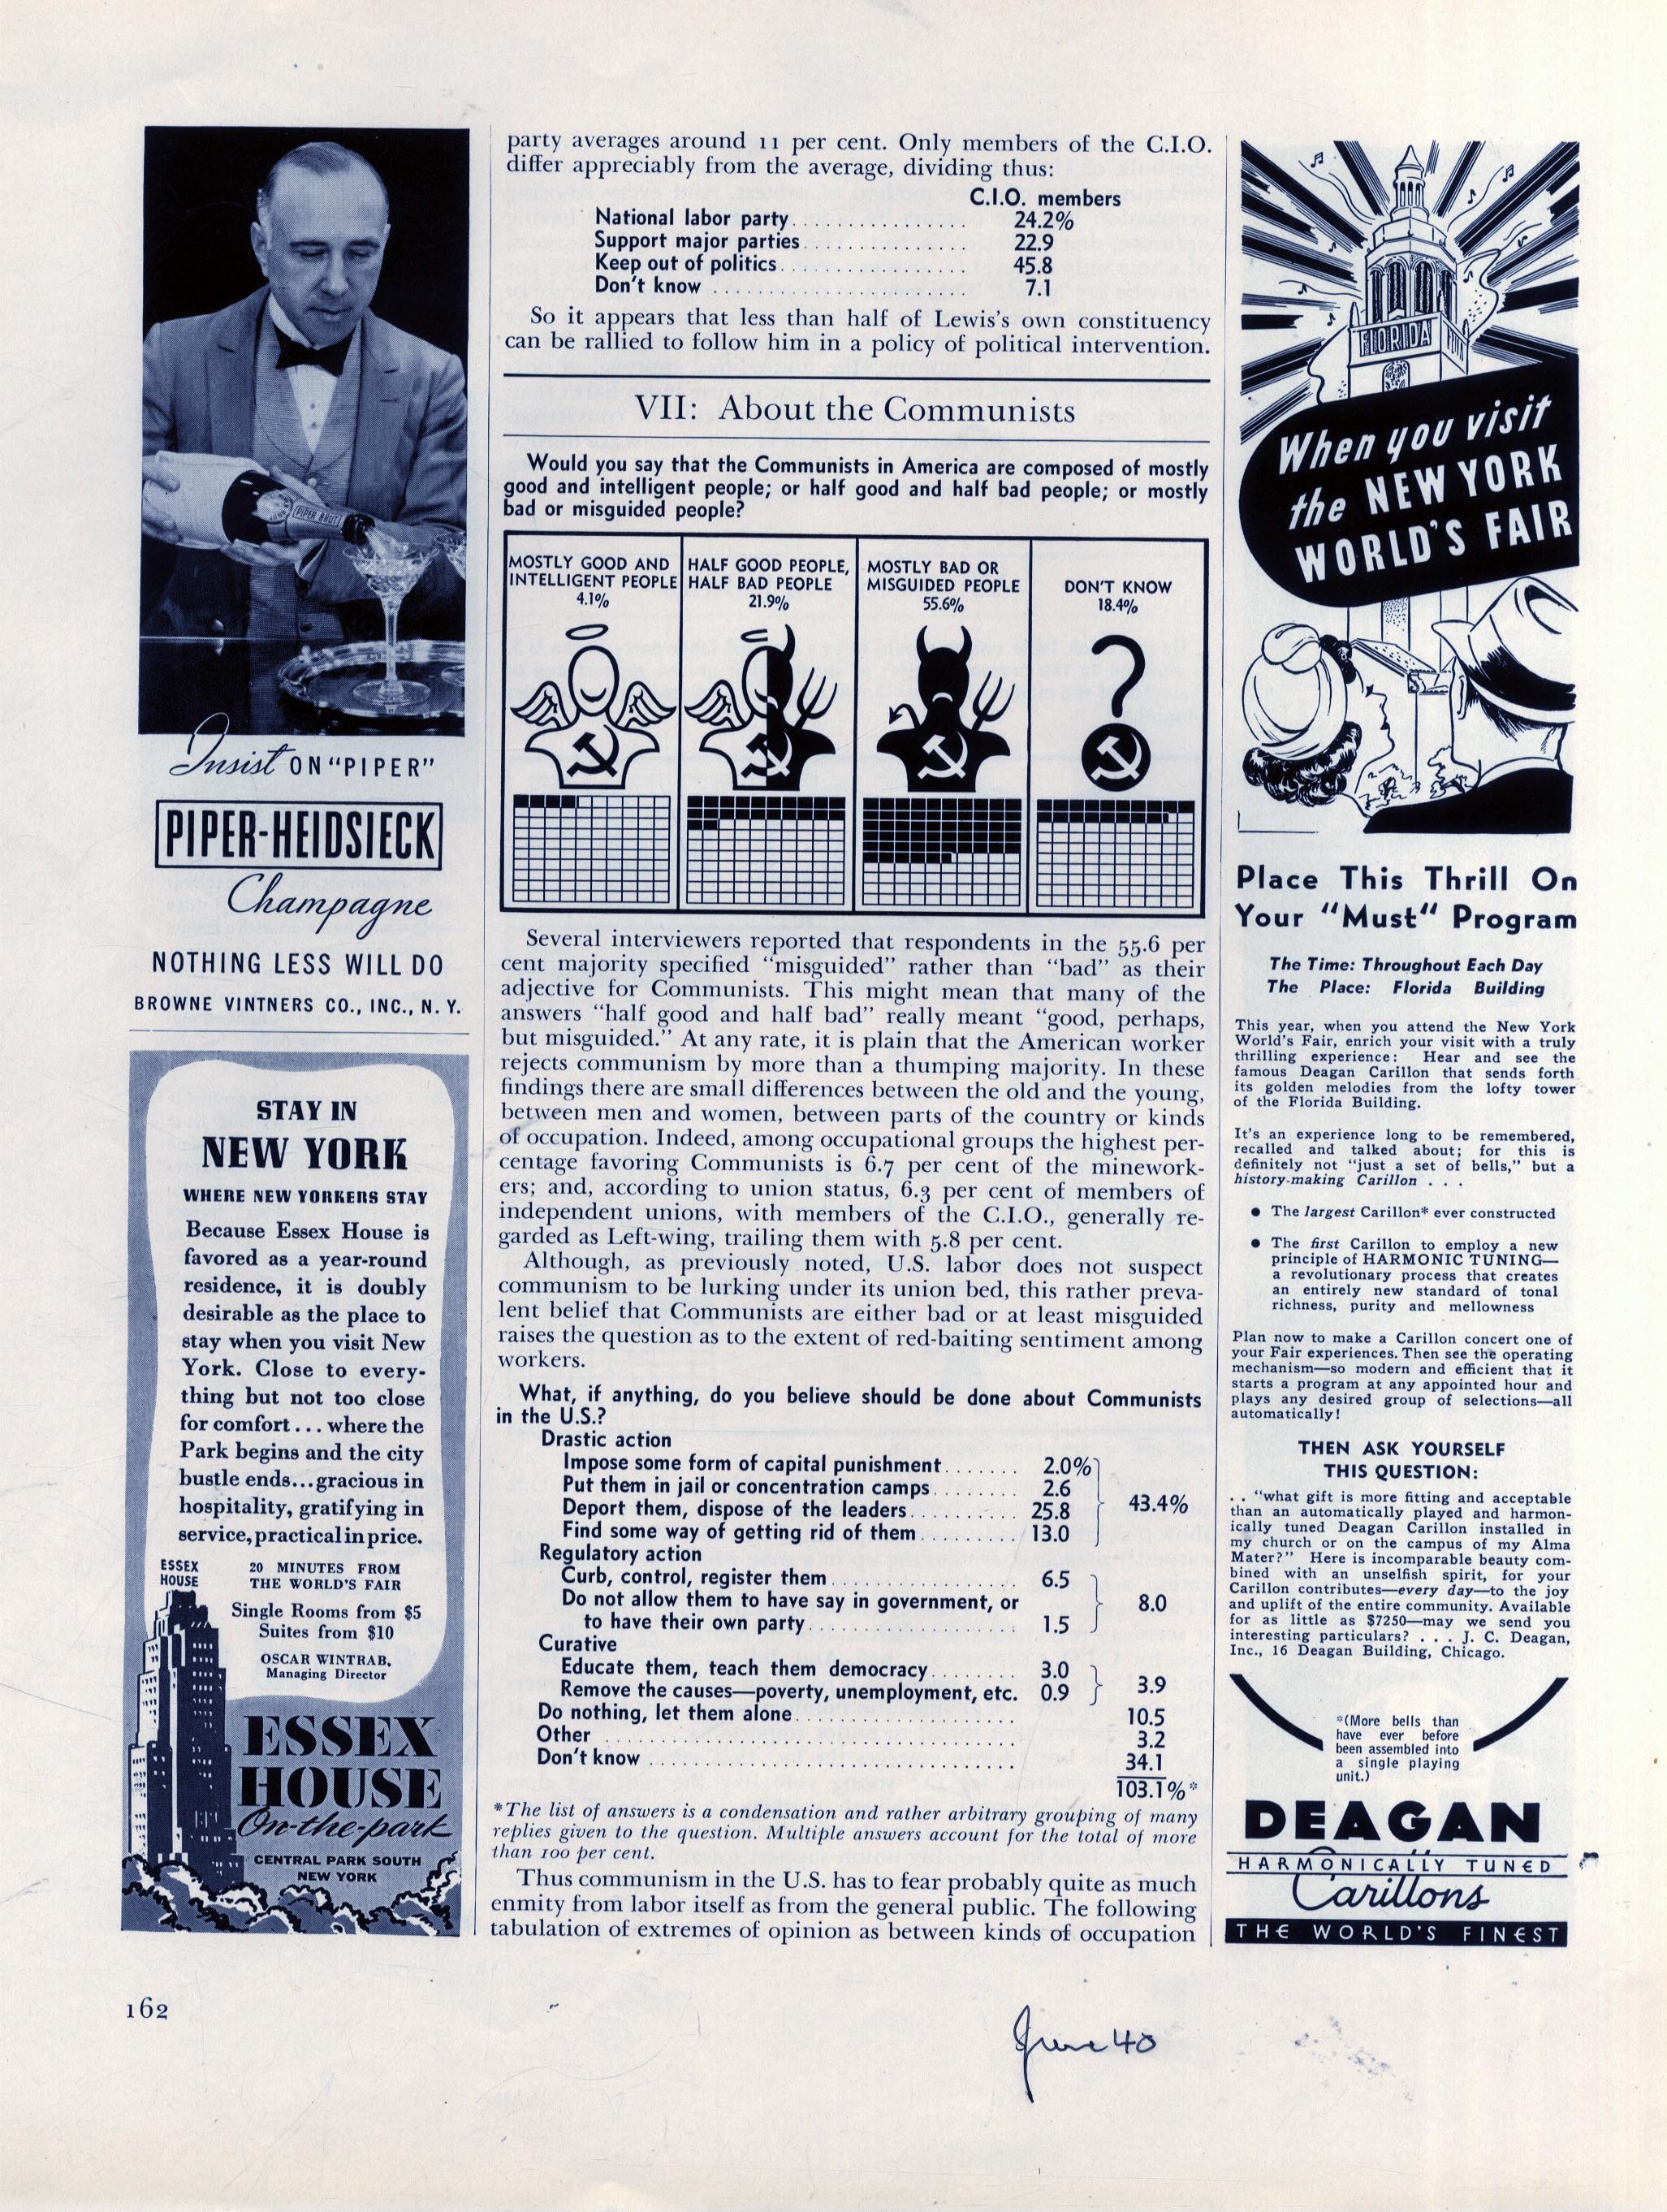 PIPER BRUT
Insist ON "PIPER"
PIPER-HEIDSIECK
Champagne
NOTHING LESS WILL DO
BROWNE VINTNERS CO., INC., N. Y.
STAY IN
NEW YORK
WHERE NEW YORKERS STAY
Because Essex House is
favored as a year-round
residence, it is doubly
desirable as the place to
stay when you visit New
York. Close to every-
thing but not too close
for comfort... where the
Park begins and the city
bustle ends...gracious in
hospitality, gratifying in
service, practical in price.
ESSEX
HOUSE
20 MINUTES FROM
THE WORLD'S FAIR
Single Rooms from $5
Suites from $10
OSCAR WINTRAB,
Managing Director
ESSEX
HOUSE
On-the-park
CENTRAL PARK SOUTH
NEW YORK
party averages around 11 per cent. Only members of the C.I.O.
differ appreciably from the average, dividing thus:
C.I.O. members
National labor party................ 24.2%
Support major parties............... 22.9
Keep out of politics................. 45.8
Don't know ........................ 7.1
So it appears that less than half of Lewis's own constituency
can be rallied to follow him in a policy of political intervention.
VII: About the Communists
Would you say that the Communists in America are composed of mostly
good and intelligent people; or half good and half bad people; or mostly
bad or misguided people?
MOSTLY GOOD AND
INTELLIGENT PEOPLE
4.1%
HALF GOOD PEOPLE,
HALF BAD PEOPLE
21.9%
MOSTLY BAD OR
MISGUIDED PEOPLE
55.6%
DON'T KNOW
18.4%
?
Several interviewers reported that respondents in the 55.6 per
cent majority specified "misguided" rather than "bad" as their
adjective for Communists. This might mean that many of the
answers "half good and half bad" really meant "good, perhaps,
but misguided." At any rate, it is plain that the American worker
rejects communism by more than a thumping majority. In these
findings there are small differences between the old and the young,
between men and women, between parts of the country or kinds
of occupation. Indeed, among occupational groups the highest per-
centage favoring Communists is 6.7 per cent of the minework-
ers; and, according to union status, 6.3 per cent of members of
independent unions, with members of the C.I.O., generally re-
garded as Left-wing, trailing them with 5.8 per cent.
Although, as previously noted, U.S. labor does not suspect
communism to be lurking under its union bed, this rather preva-
lent belief that Communists are either bad or at least misguided
raises the question as to the extent of red-baiting sentiment among
workers.
What, if anything, do you believe should be done about Communists
in the U.S.?
Drastic action
Impose some form of capital punishment....... 2.0%
Put them in jail or concentration camps........ 2.6
Deport them, dispose of the leaders........... 25.8
43.4%
Find some way of getting rid of them.......... 13.0
Regulatory action
Curb, control, register them................... 6.5
Do not allow them to have say in government, or
8.0
to have their own party..................... 1.5
Curative
Educate them, teach them democracy......... 3.0
Remove the causes—poverty, unemployment, etc. 0.9
3.9
Do nothing, let them alone..................... 10.5
Other ....................................... 3.2
Don't know .................................. 34.1
103.1%*
*The list of answers is a condensation and rather arbitrary grouping of many
replies given to the question. Multiple answers account for the total of more
than 100 per cent.
Thus communism in the U.S. has to fear probably quite as much
enmity from labor itself as from the general public. The following
tabulation of extremes of opinion as between kinds of occupation
FLORIDA
When you visit
the NEW YORK
WORLD'S FAIR
Place This Thrill On
Your "Must" Program
The Time: Throughout Each Day
The Place: Florida Building
This year, when you attend the New York
World's Fair, enrich your visit with a truly
thrilling experience: Hear and see the
famous Deagan Carillon that sends forth
its golden melodies from the lofty tower
of the Florida Building.
It's an experience long to be remembered,
recalled and talked about; for this is
definitely not "just a set of bells," but a
history-making Carillon . . .
● The largest Carillon* ever constructed
● The first Carillon to employ a new
principle of HARMONIC TUNING—
a revolutionary process that creates
an entirely new standard of tonal
richness, purity and mellowness
Plan now to make a Carillon concert one of
your Fair experiences. Then see the operating
mechanism—so modern and efficient that it
starts a program at any appointed hour and
plays any desired group of selections—all
automatically!
THEN ASK YOURSELF
THIS QUESTION:
. . "what gift is more fitting and acceptable
than an automatically played and harmon-
ically tuned Deagan Carillon installed in
my church or on the campus of my Alma
Mater?" Here is incomparable beauty com-
bined with an unselfish spirit, for your
Carillon contributes—every day—to the joy
and uplift of the entire community. Available
for as little as $7250—may we send you
interesting particulars? . . . J. C. Deagan,
Inc., 16 Deagan Building, Chicago.
*(More bells than
have ever before
been assembled into
a single playing
unit.)
DEAGAN
HARMONICALLY TUNED
Carillons
THE WORLD'S FINEST
162
June 40